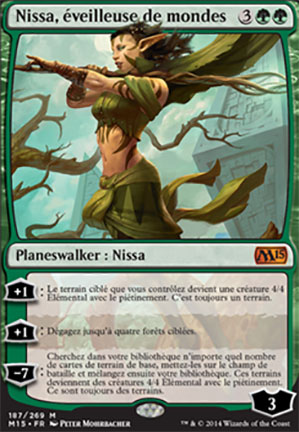 Nissa, éveilleuse de mondes 3
Planeswalker : Nissa M15
+1 : Le terrain ciblé que vous contrôlez devient une créature 4/4
Elémental avec le piétinement. C'est toujours un terrain.
+1 : Dégagez jusqu'à quatre forêts ciblées.
Cherchez dans votre bibliothèque n'importe quel nombre
de cartes de terrain de base, mettez-les sur le champ de
-7 : bataille et mélangez ensuite votre bibliothèque. Ces terrains
deviennent des créatures 4/4 Elémental avec le piétinement.
Ce sont toujours des terrains.
3
187/269 M
M15 • FR PETER MOHRBACHER
™ & © 2014 Wizards of the Coast